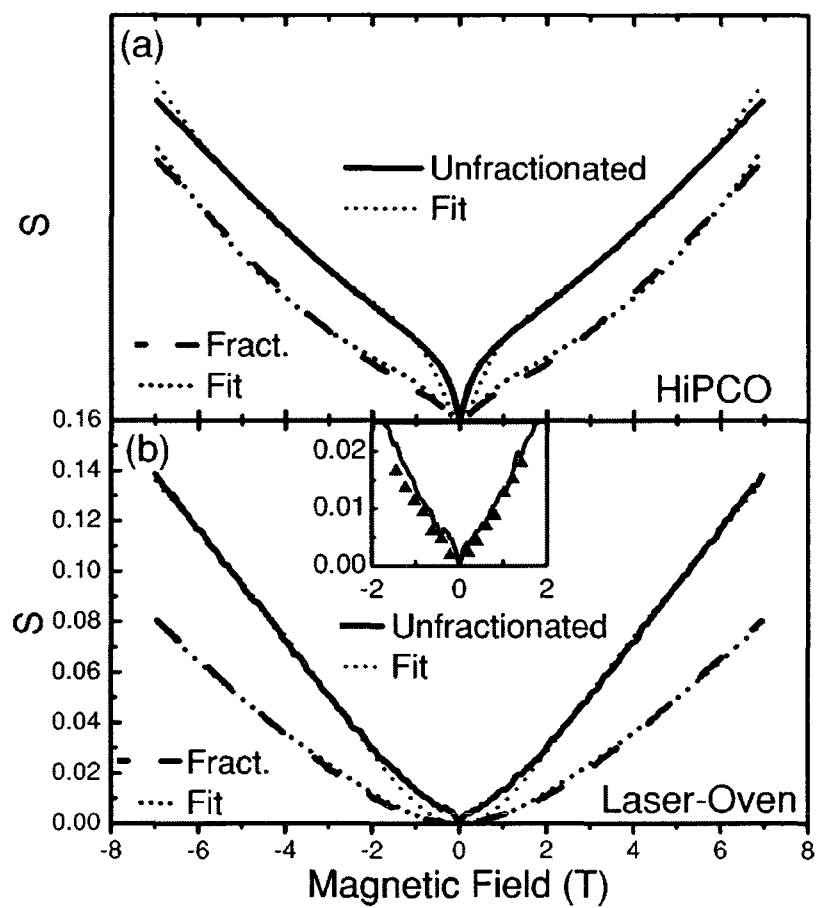 (a)
Unfractionated
Fit
S
Fract.
Fit
HiPCO
0.16
(b)
0.02
0.01
0.00
-2 0 2
0.14
0.12
0.10
0.08
0.06
0.04
0.02
0.00
S
Unfractionated
Fit
Fract.
Fit
Laser-Oven
-8 -6 -4 -2 0 2 4 6 8
Magnetic Field (T)